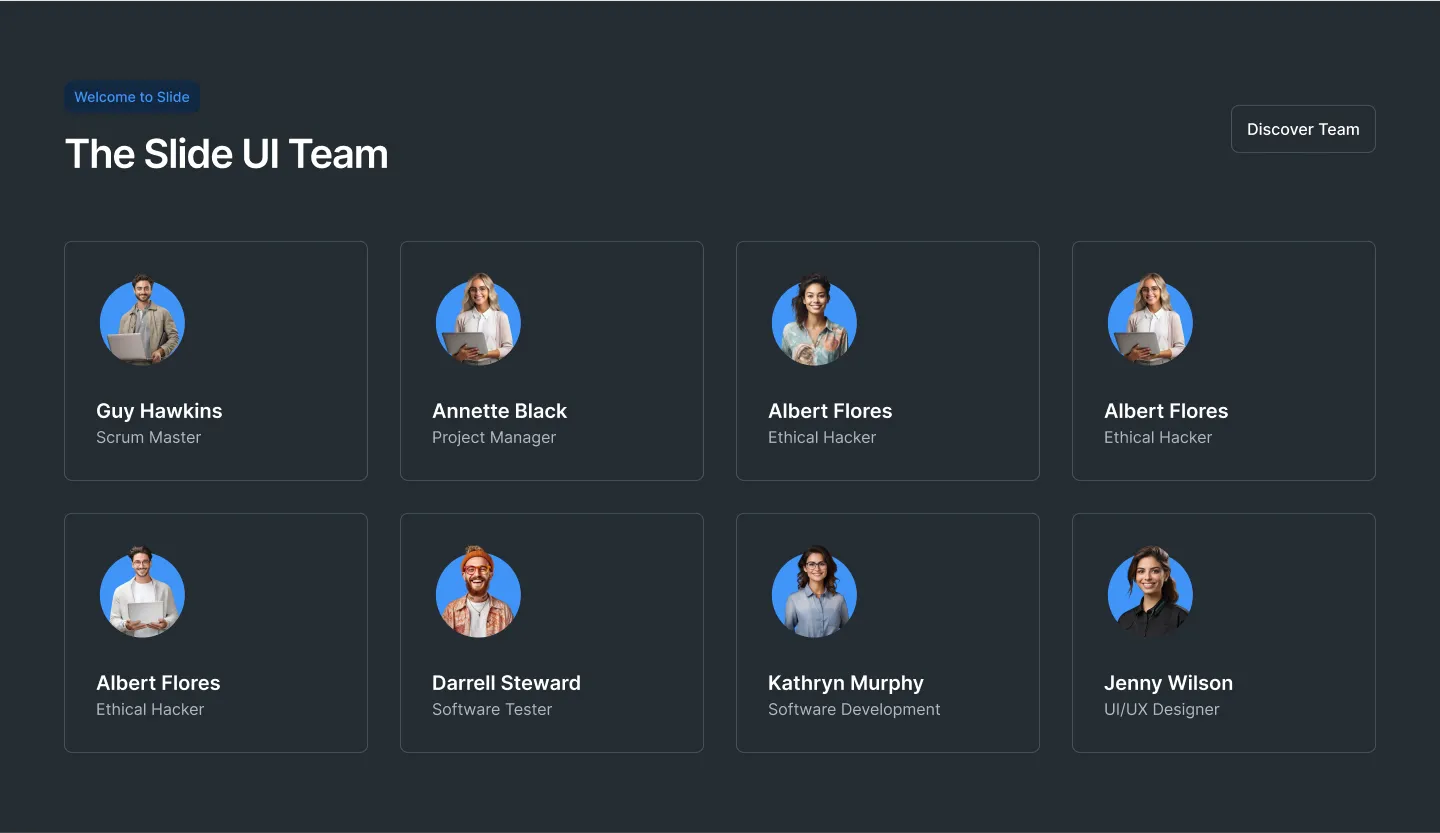 Welcome to Slide
The Slide UI Team
Discover Team
Guy Hawkins
Scrum Master
Annette Black
Project Manager
Albert Flores
Ethical Hacker
Albert Flores
Ethical Hacker
Albert Flores
Ethical Hacker
Darrell Steward
Software Tester
Kathryn Murphy
Software Development
Jenny Wilson
UI/UX Designer